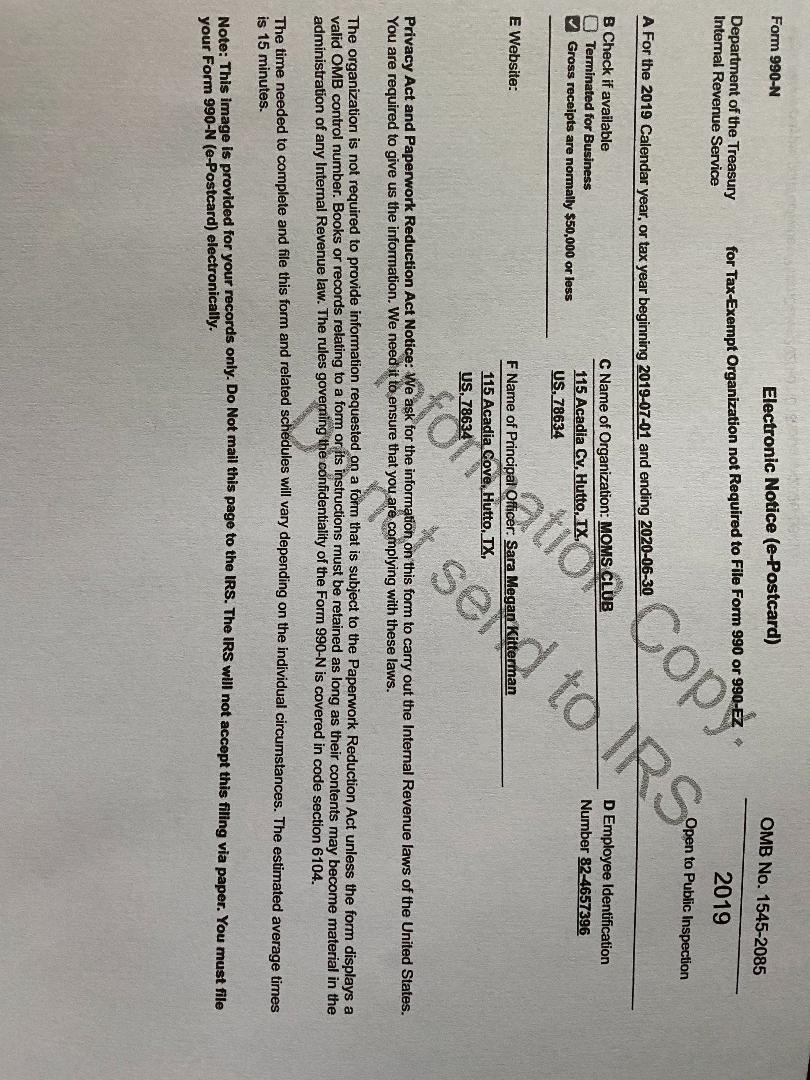 Form 990-N
Department of the Treasury
Internal Revenue Service
Electronic Notice (e-Postcard)
for Tax-Exempt Organization not Required to File Form 990 or 990-EZ
OMB No. 1545-2085
2019
Open to Public Inspection
A For the 2019 Calendar year, or tax year beginning 2019-07-01 and ending 2020-06-30
B Check if available
Terminated for Business
Gross receipts are normally $50,000 or less
C Name of Organization: MOMS CLUB
115 Acadia Cv, Hutto, TX,
US, 78634
D Employee Identification
Number 82-4657396
E Website:
F Name of Principal Officer: Sara Megan Kitterman
115 Acadia Cove, Hutto, TX,
US, 78634
Privacy Act and Paperwork Reduction Act Notice: We ask for the information on this form to carry out the Internal Revenue laws of the United States.
You are required to give us the information. We need it to ensure that you are complying with these laws.
The organization is not required to provide information requested on a form that is subject to the Paperwork Reduction Act unless the form displays a
valid OMB control number. Books or records relating to a form or its instructions must be retained as long as their contents may become material in the
administration of any Internal Revenue law. The rules governing the confidentiality of the Form 990-N is covered in code section 6104.
The time needed to complete and file this form and related schedules will vary depending on the individual circumstances. The estimated average times
is 15 minutes.
Note: This image is provided for your records only. Do Not mail this page to the IRS. The IRS will not accept this filing via paper. You must file
your Form 990-N (e-Postcard) electronically.
Information Copy.
Do not send to IRS